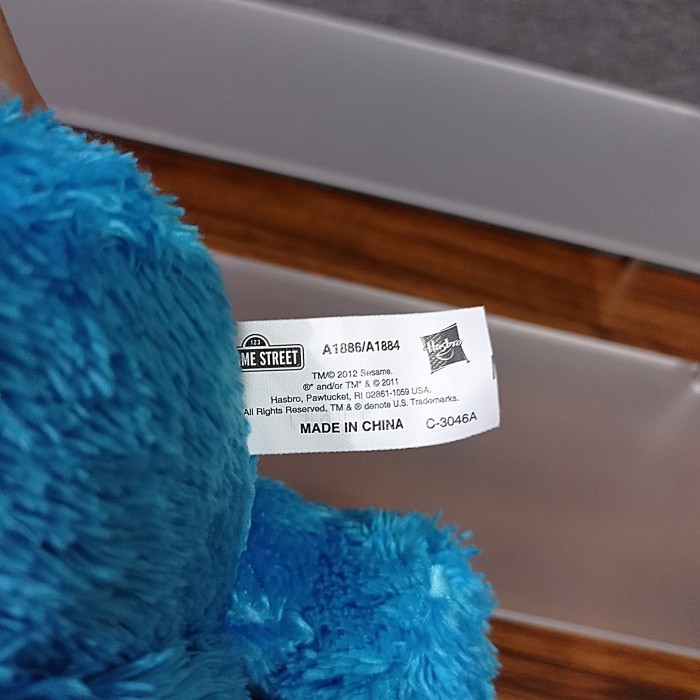 123
ME STREET
A1886/A1884
Hasbro
TM/© 2012 Sesame.
®* and/or TM* & © 2011
Hasbro, Pawtucket, RI 02861-1059 USA.
All Rights Reserved. TM & ® denote U.S. Trademarks.
MADE IN CHINA
C-3046A